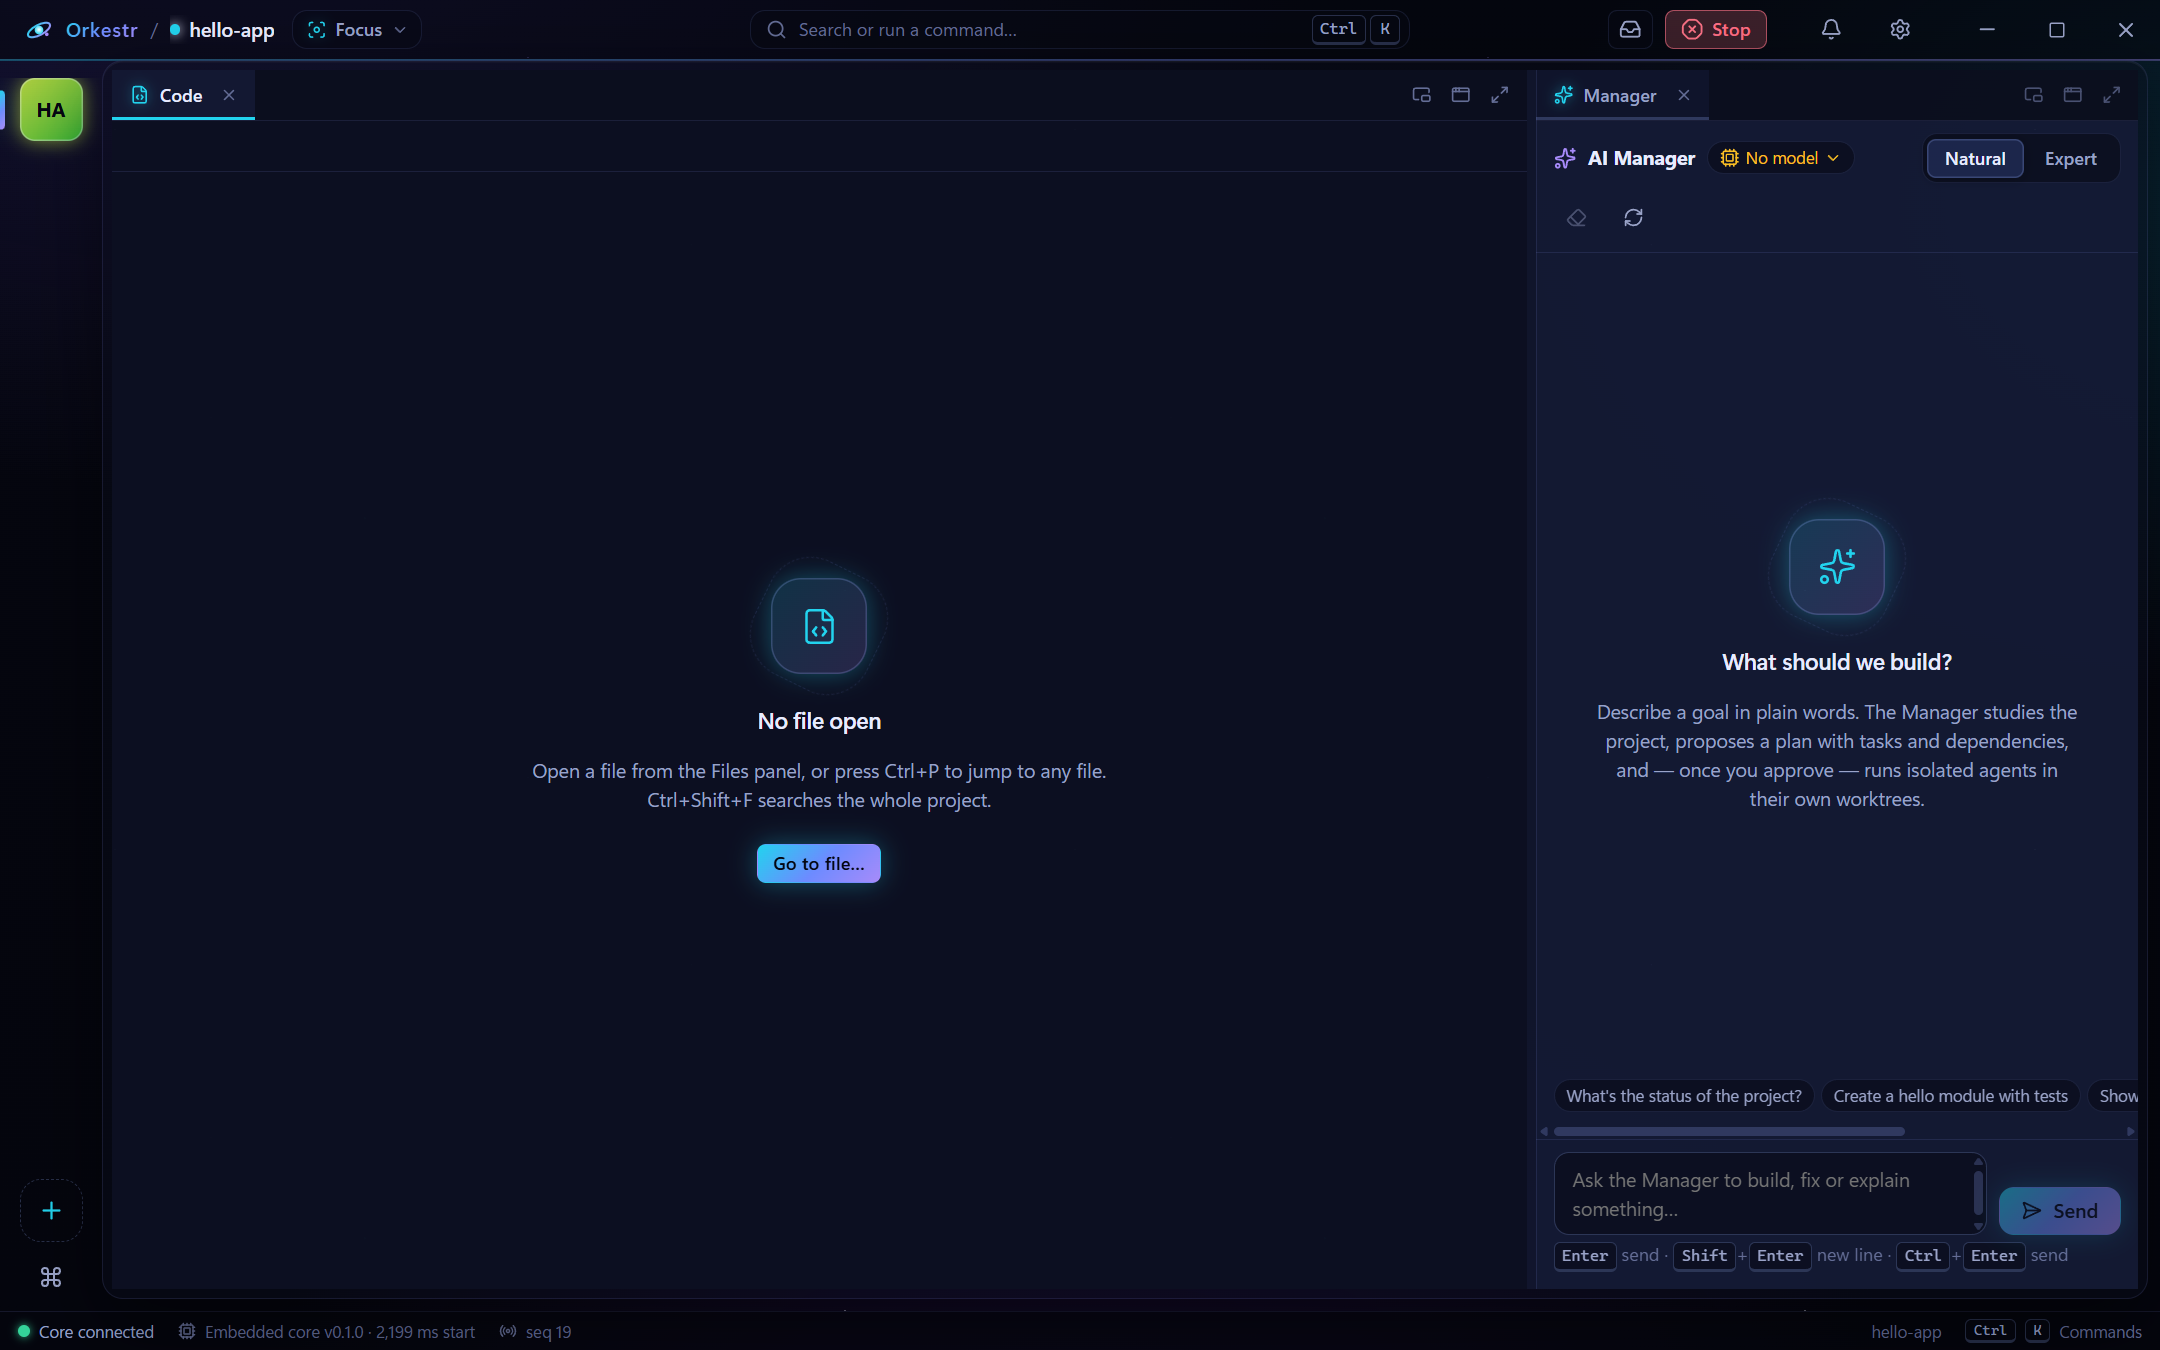 Orkestr / hello-app
Focus
Search or run a command...
Ctrl K
Stop
HA
Code
Manager
AI Manager
No model
Natural
Expert
No file open
Open a file from the Files panel, or press Ctrl+P to jump to any file.
Ctrl+Shift+F searches the whole project.
Go to file...
What should we build?
Describe a goal in plain words. The Manager studies the
project, proposes a plan with tasks and dependencies,
and — once you approve — runs isolated agents in
their own worktrees.
What's the status of the project?
Create a hello module with tests
Show
Ask the Manager to build, fix or explain
something...
Send
Enter send · Shift+Enter new line · Ctrl+Enter send
Core connected
Embedded core v0.1.0 · 2,199 ms start
seq 19
hello-app
Ctrl K Commands